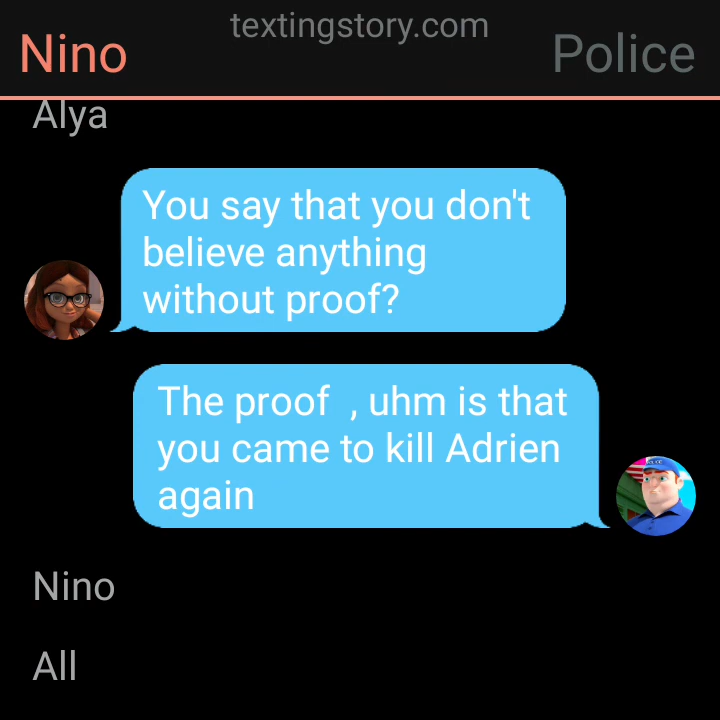 textingstory.com
Nino
Police
Alya
You say that you don't
believe anything
without proof?
The proof  , uhm is that
you came to kill Adrien
again
Nino
All